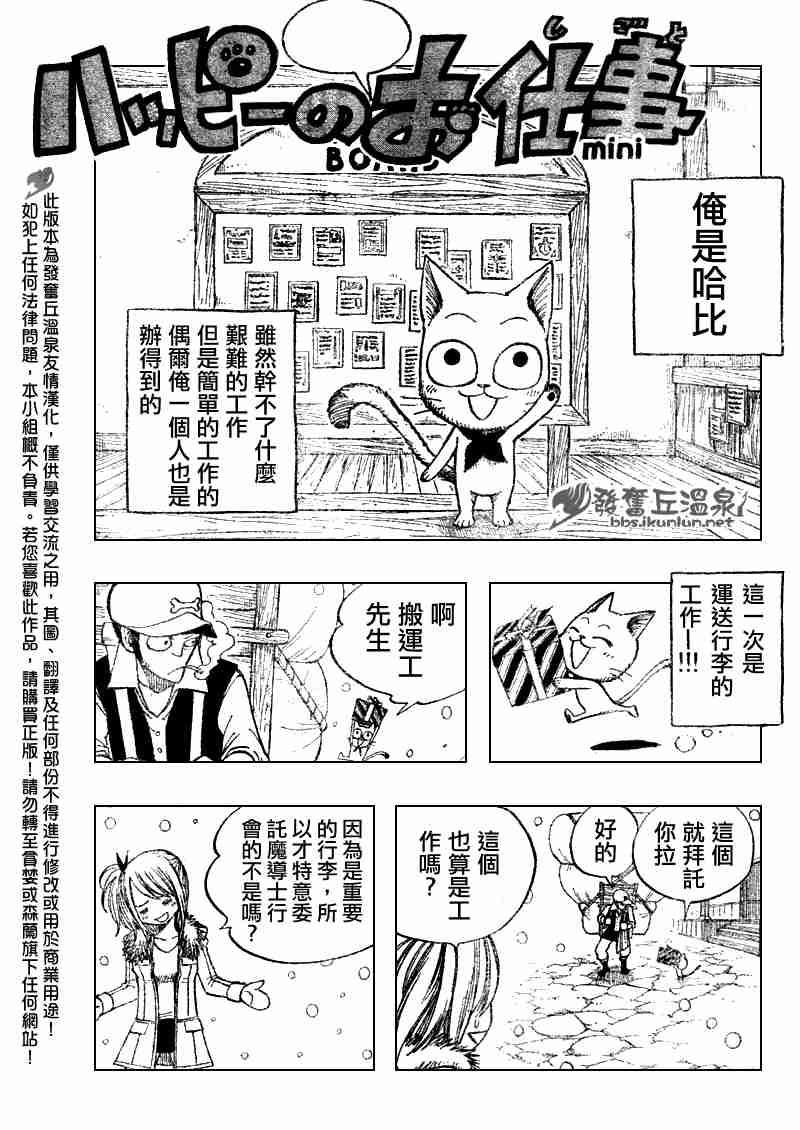 しごと
ハッピーのお仕事
mini
俺是哈比
雖然幹不了什麼
艱難的工作
但是簡單的工作的
偶爾俺一個人也是
辦得到的
發奮丘溫泉
bbs.ikunlun.net
這一次是
運送行李的
工作ー!!!
啊
搬運工
先生
這個
就拜託
你拉
好的
這個
也算是工
作嗎?
因為是重要
的行李，所
以才特意委
託魔導士行
會的不是嗎?
此版本為發奮丘溫泉友情漢化，僅供學習交流之用，其圖、翻譯及任何部份不得進行修改或用於商業用途！
如犯上任何法律問題，本小組概不負責。若您喜歡此作品，請購買正版！請勿轉至貪婪或森蘭旗下任何網站！